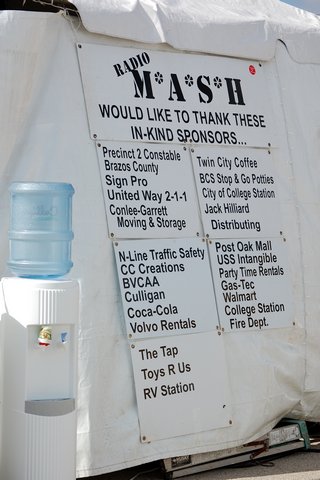 RADIO
M*A*S*H
WOULD LIKE TO THANK THESE
IN-KIND SPONSORS...
Precinct 2 Constable
Brazos County
Sign Pro
United Way 2-1-1
Conlee-Garrett
Moving & Storage
Twin City Coffee
BCS Stop & Go Potties
City of College Station
Jack Hilliard
Distributing
N-Line Traffic Safety
CC Creations
BVCAA
Culligan
Coca-Cola
Volvo Rentals
Post Oak Mall
USS Intangible
Party Time Rentals
Gas-Tec
Walmart
College Station
Fire Dept.
The Tap
Toys R Us
RV Station